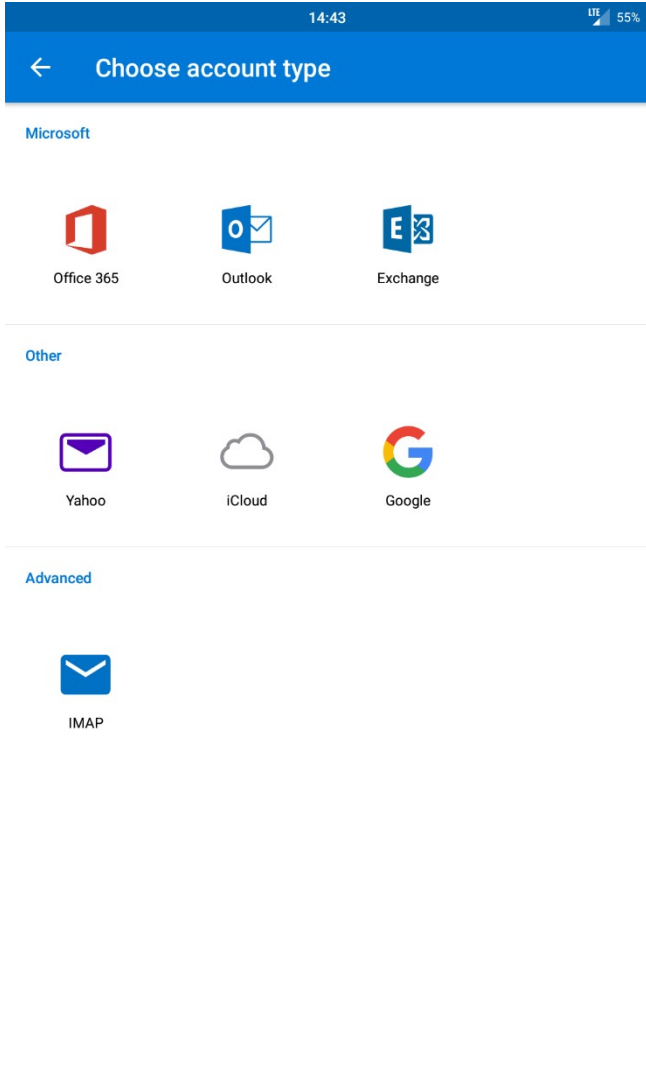 14:43 LTE 55%
Choose account type
Microsoft
O E
Office 365 Outlook Exchange
Other
Yahoo iCloud Google
Advanced
IMAP